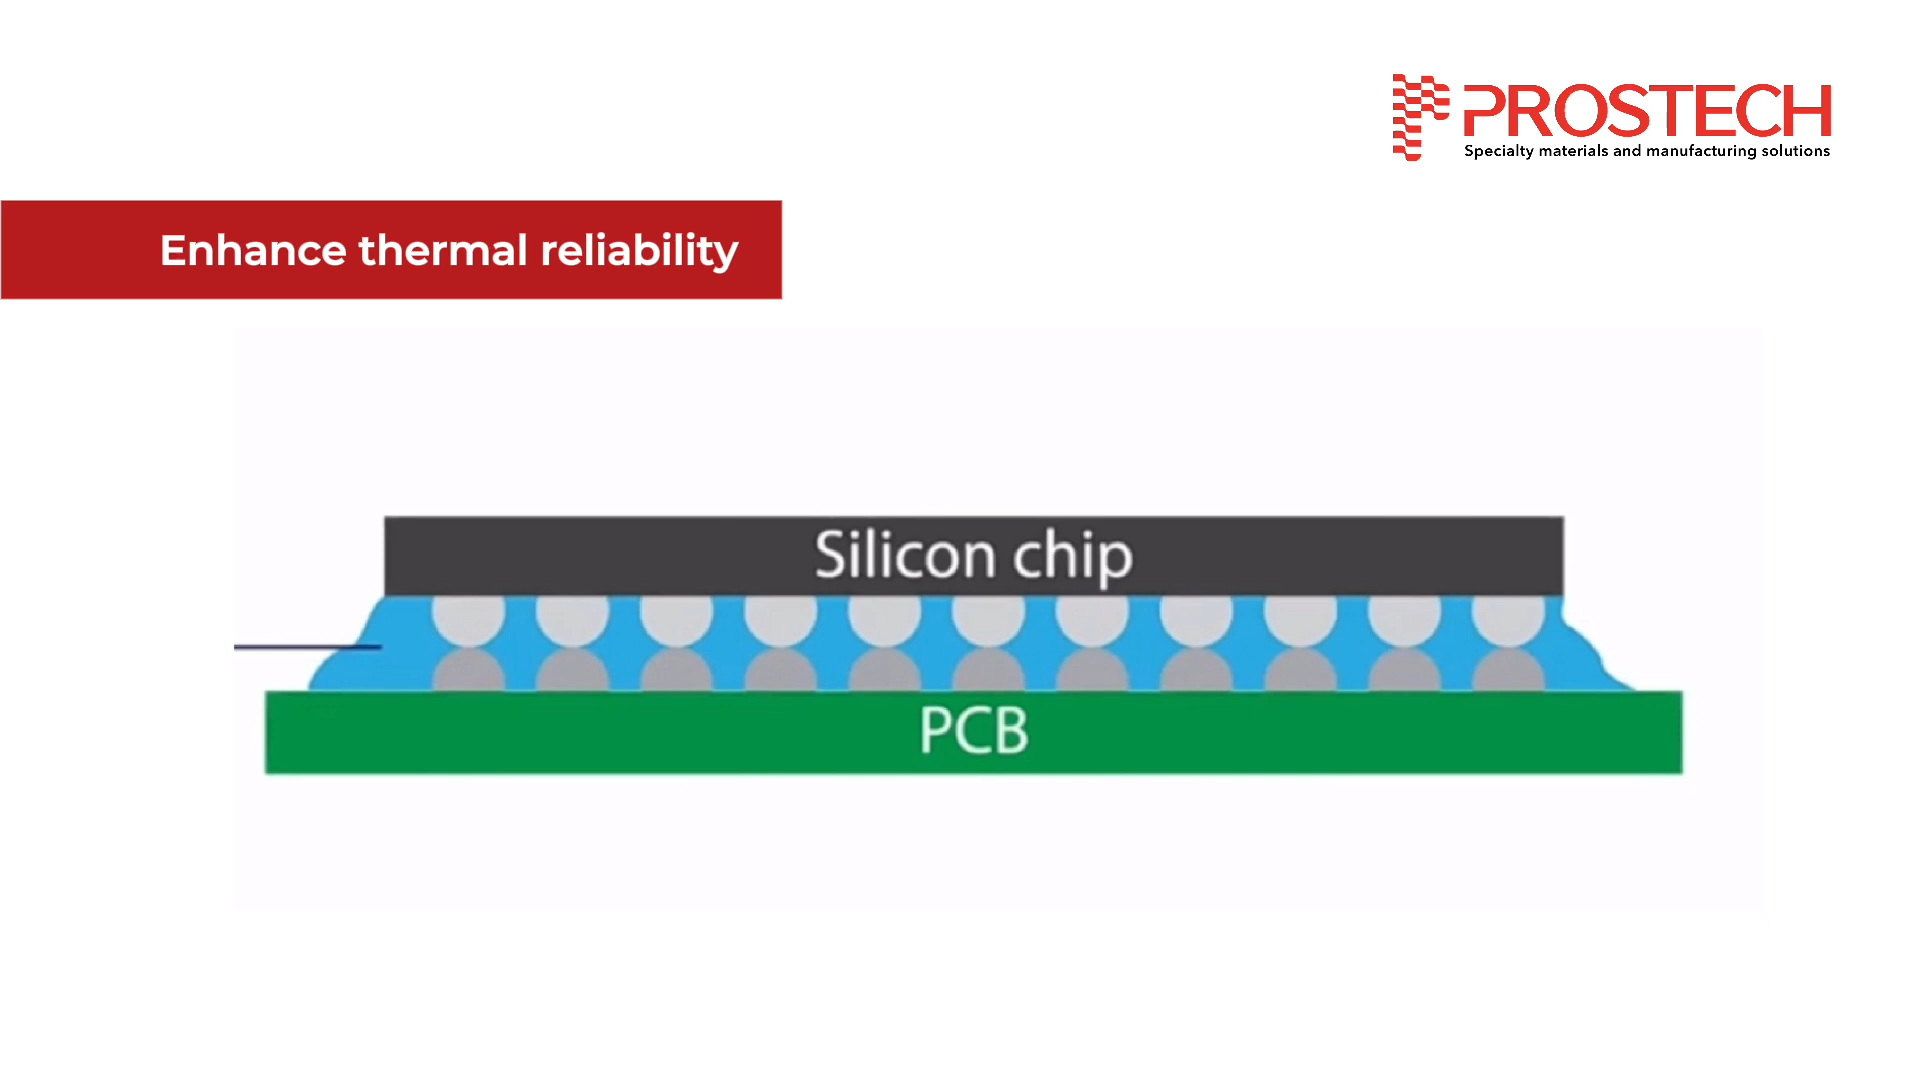 PROSTECH
Specialty materials and manufacturing solutions
Enhance thermal reliability
Silicon chip
PCB